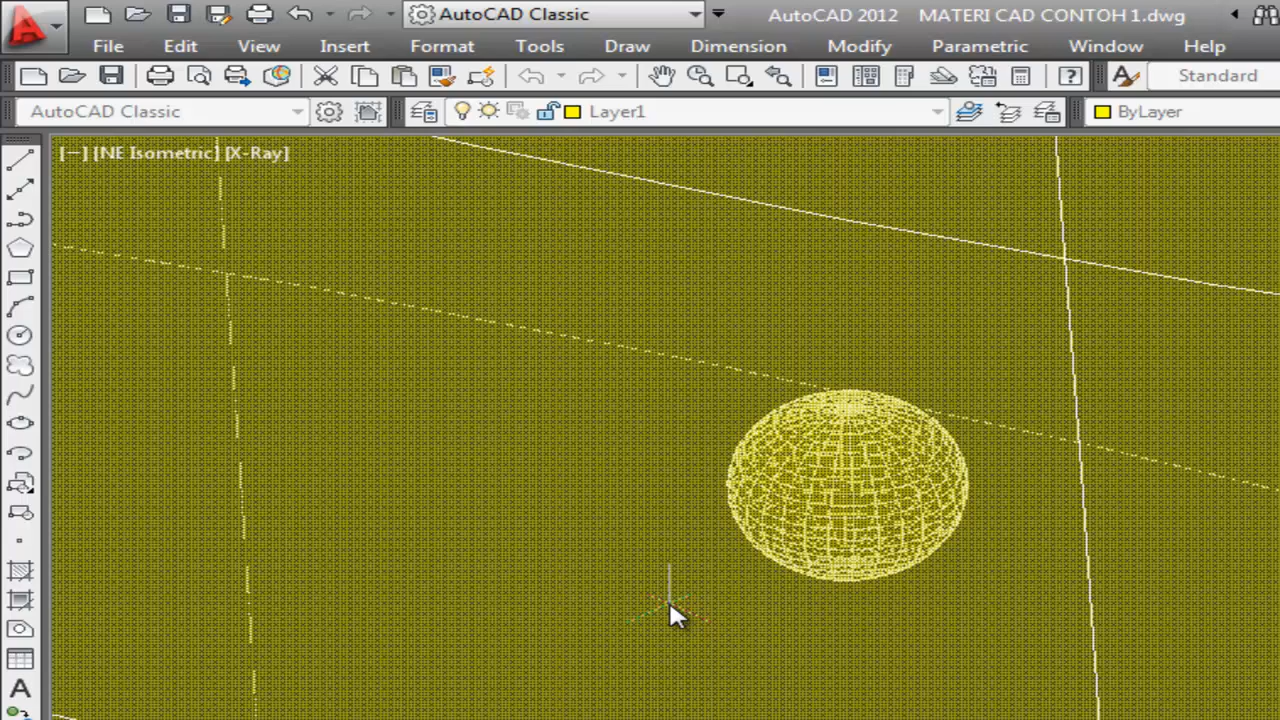 AutoCAD Classic
AutoCAD 2012 MATERI CAD CONTOH 1.dwg
File Edit View Insert Format Tools Draw Dimension Modify Parametric Window Help
Standard
AutoCAD Classic
Layer1
ByLayer
[−] [NE Isometric] [X-Ray]
A